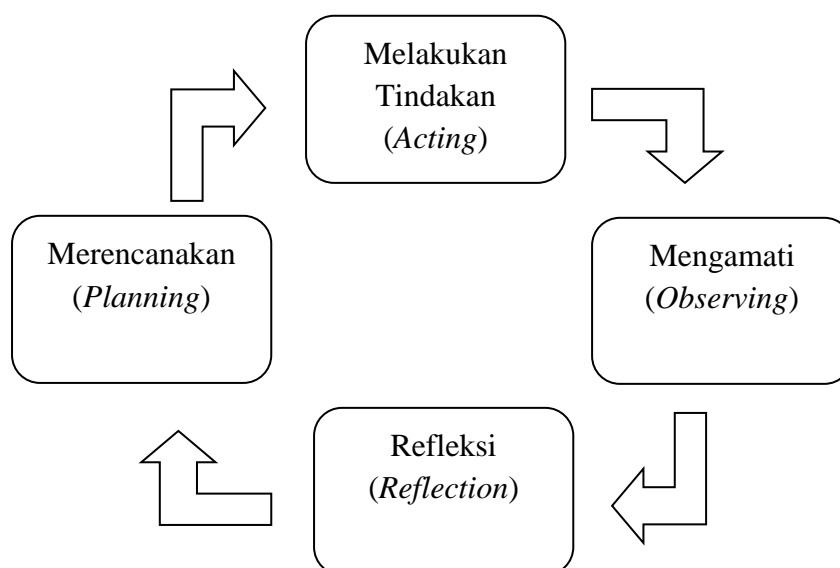 Melakukan
Tindakan
(Acting)
Merencanakan
(Planning)
Mengamati
(Observing)
Refleksi
(Reflection)